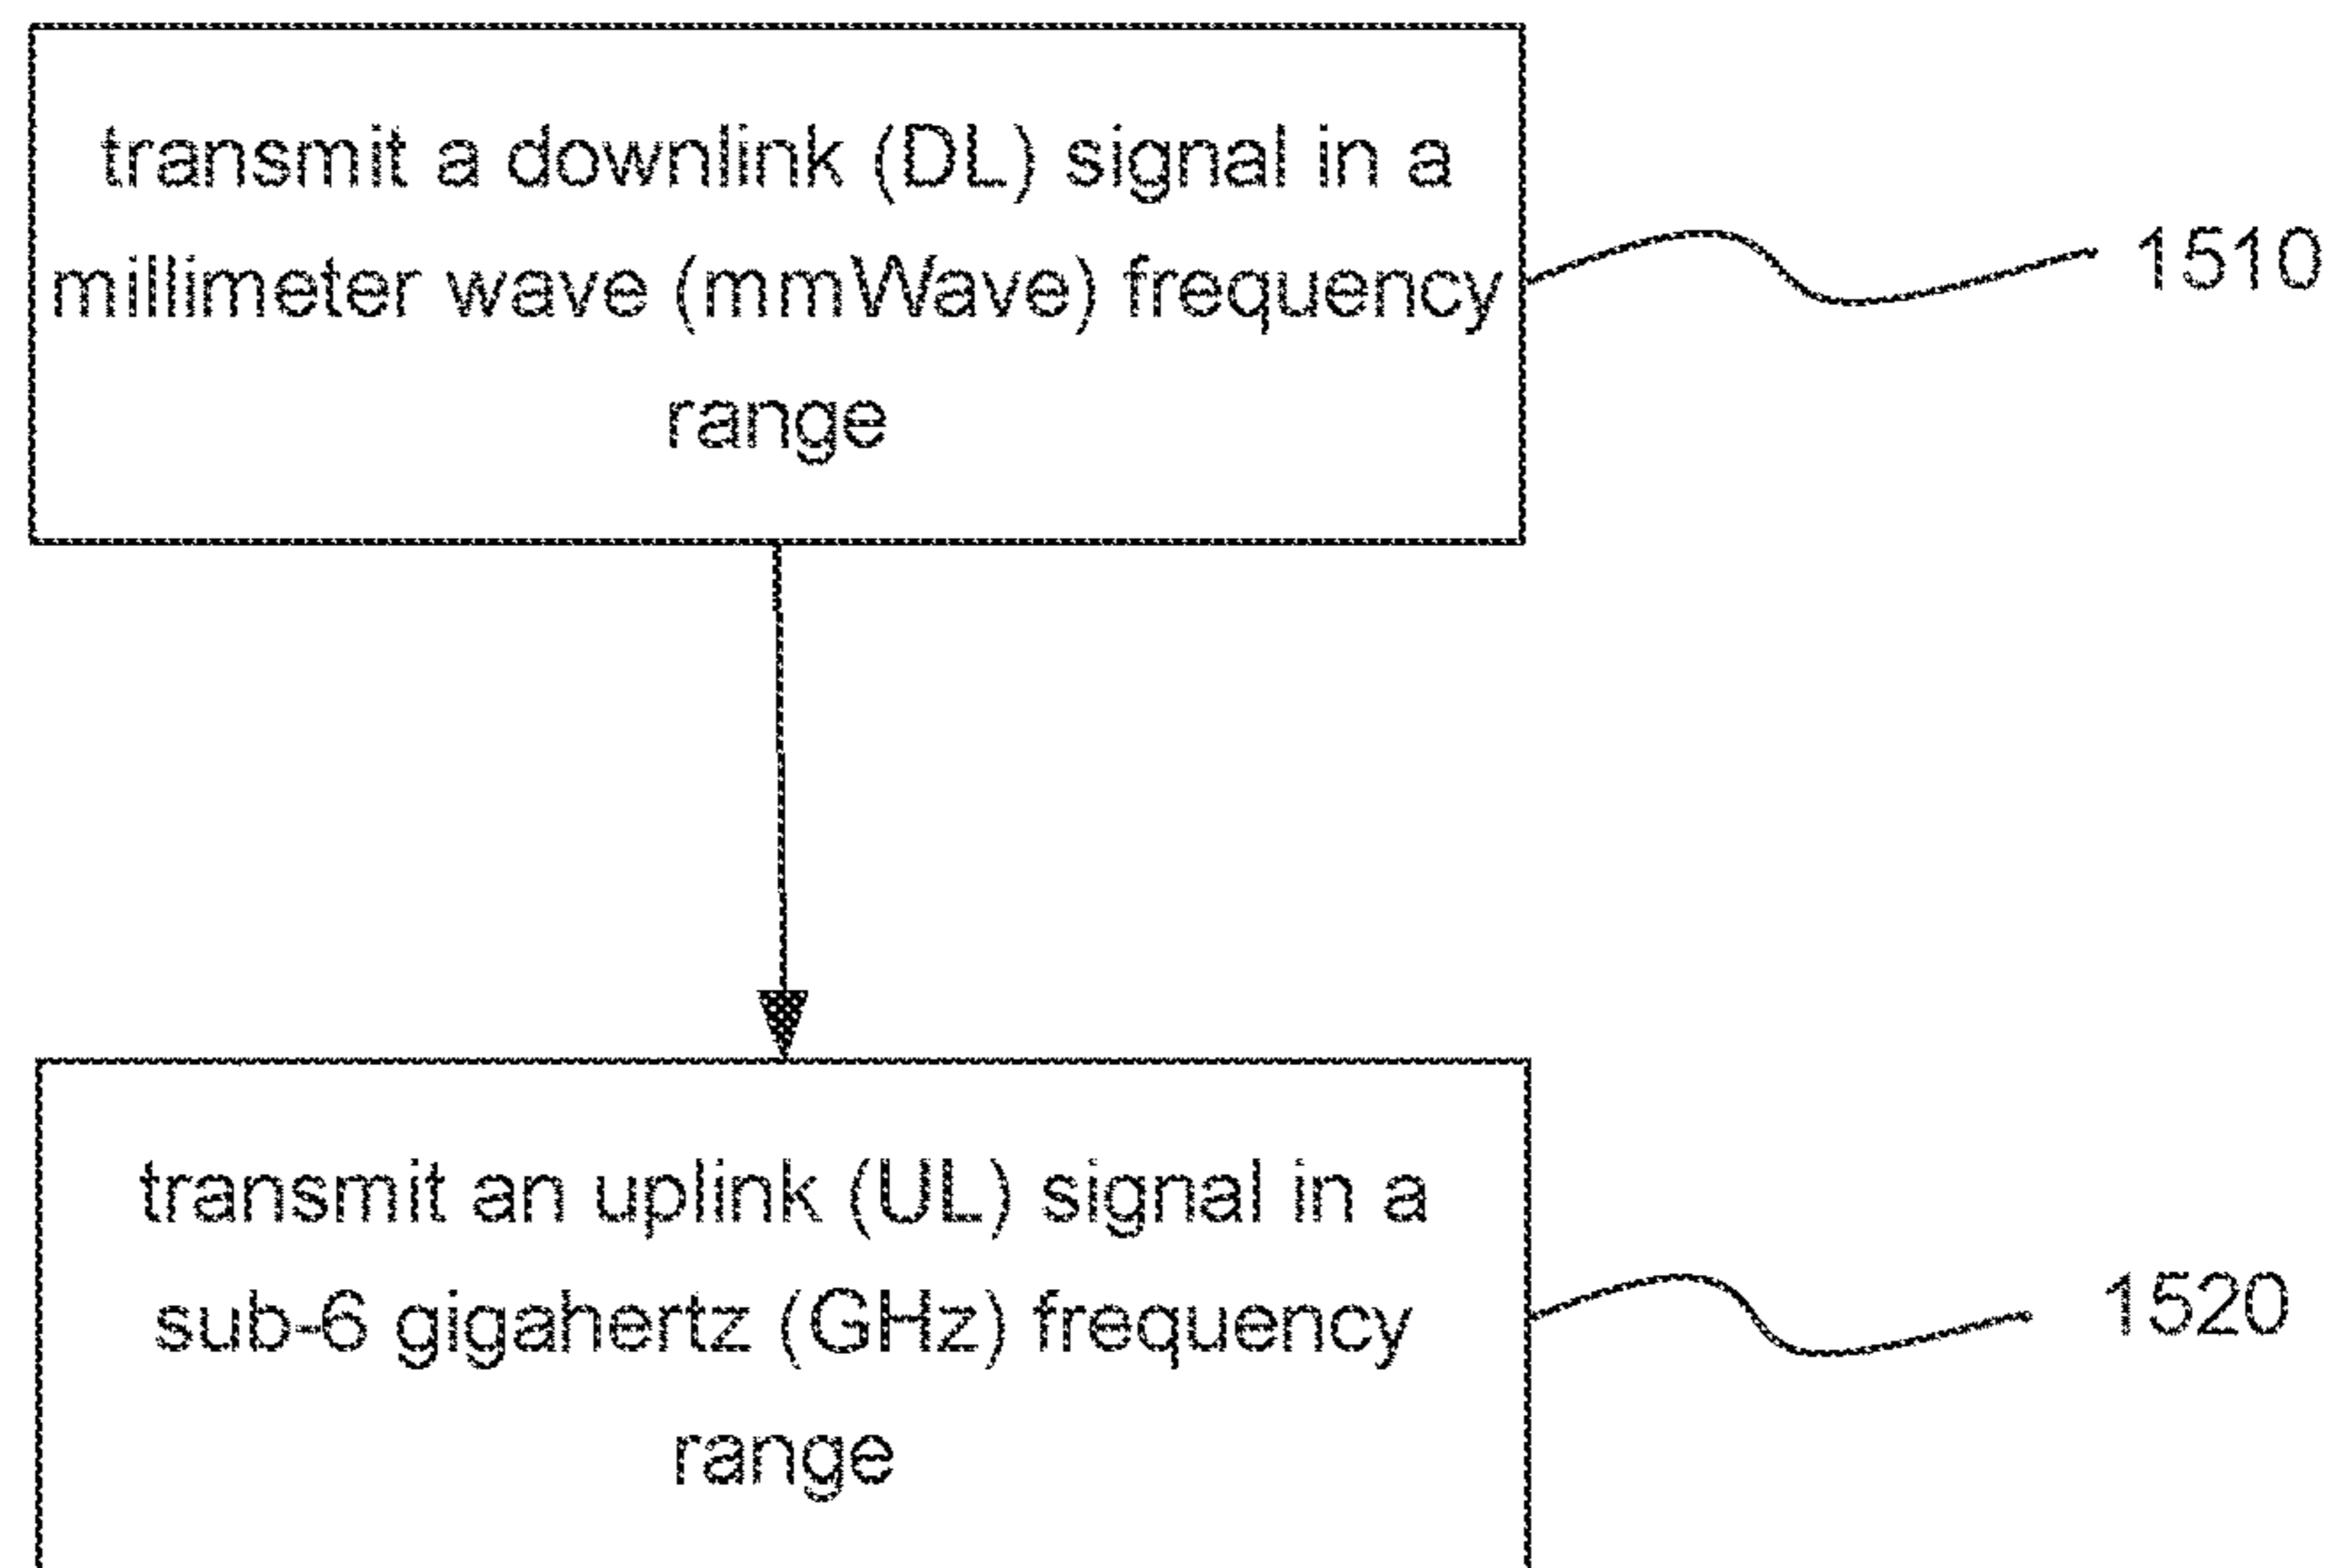 transmit a downlink (DL) signal in a
millimeter wave (mmWave) frequency
range
1510
transmit an uplink (UL) signal in a
sub-6 gigahertz (GHz) frequency
range
1520